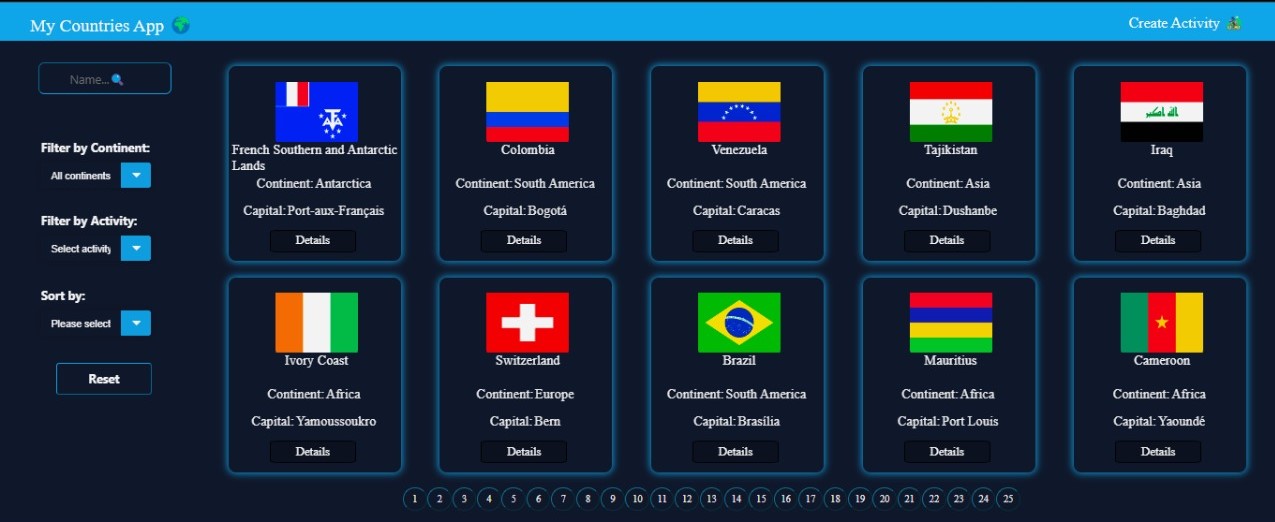 My Countries App
Create Activity
Name...
Filter by Continent:
All continents
Filter by Activity:
Select activity
Sort by:
Please select
Reset
French Southern and Antarctic
Lands
Continent: Antarctica
Capital: Port-aux-Français
Details
Colombia
Continent: South America
Capital: Bogotá
Details
Venezuela
Continent: South America
Capital: Caracas
Details
Tajikistan
Continent: Asia
Capital: Dushanbe
Details
الله اكبر
Iraq
Continent: Asia
Capital: Baghdad
Details
Ivory Coast
Continent: Africa
Capital: Yamoussoukro
Details
Switzerland
Continent: Europe
Capital: Bern
Details
Brazil
Continent: South America
Capital: Brasília
Details
Mauritius
Continent: Africa
Capital: Port Louis
Details
Cameroon
Continent: Africa
Capital: Yaoundé
Details
1 2 3 4 5 6 7 8 9 10 11 12 13 14 15 16 17 18 19 20 21 22 23 24 25